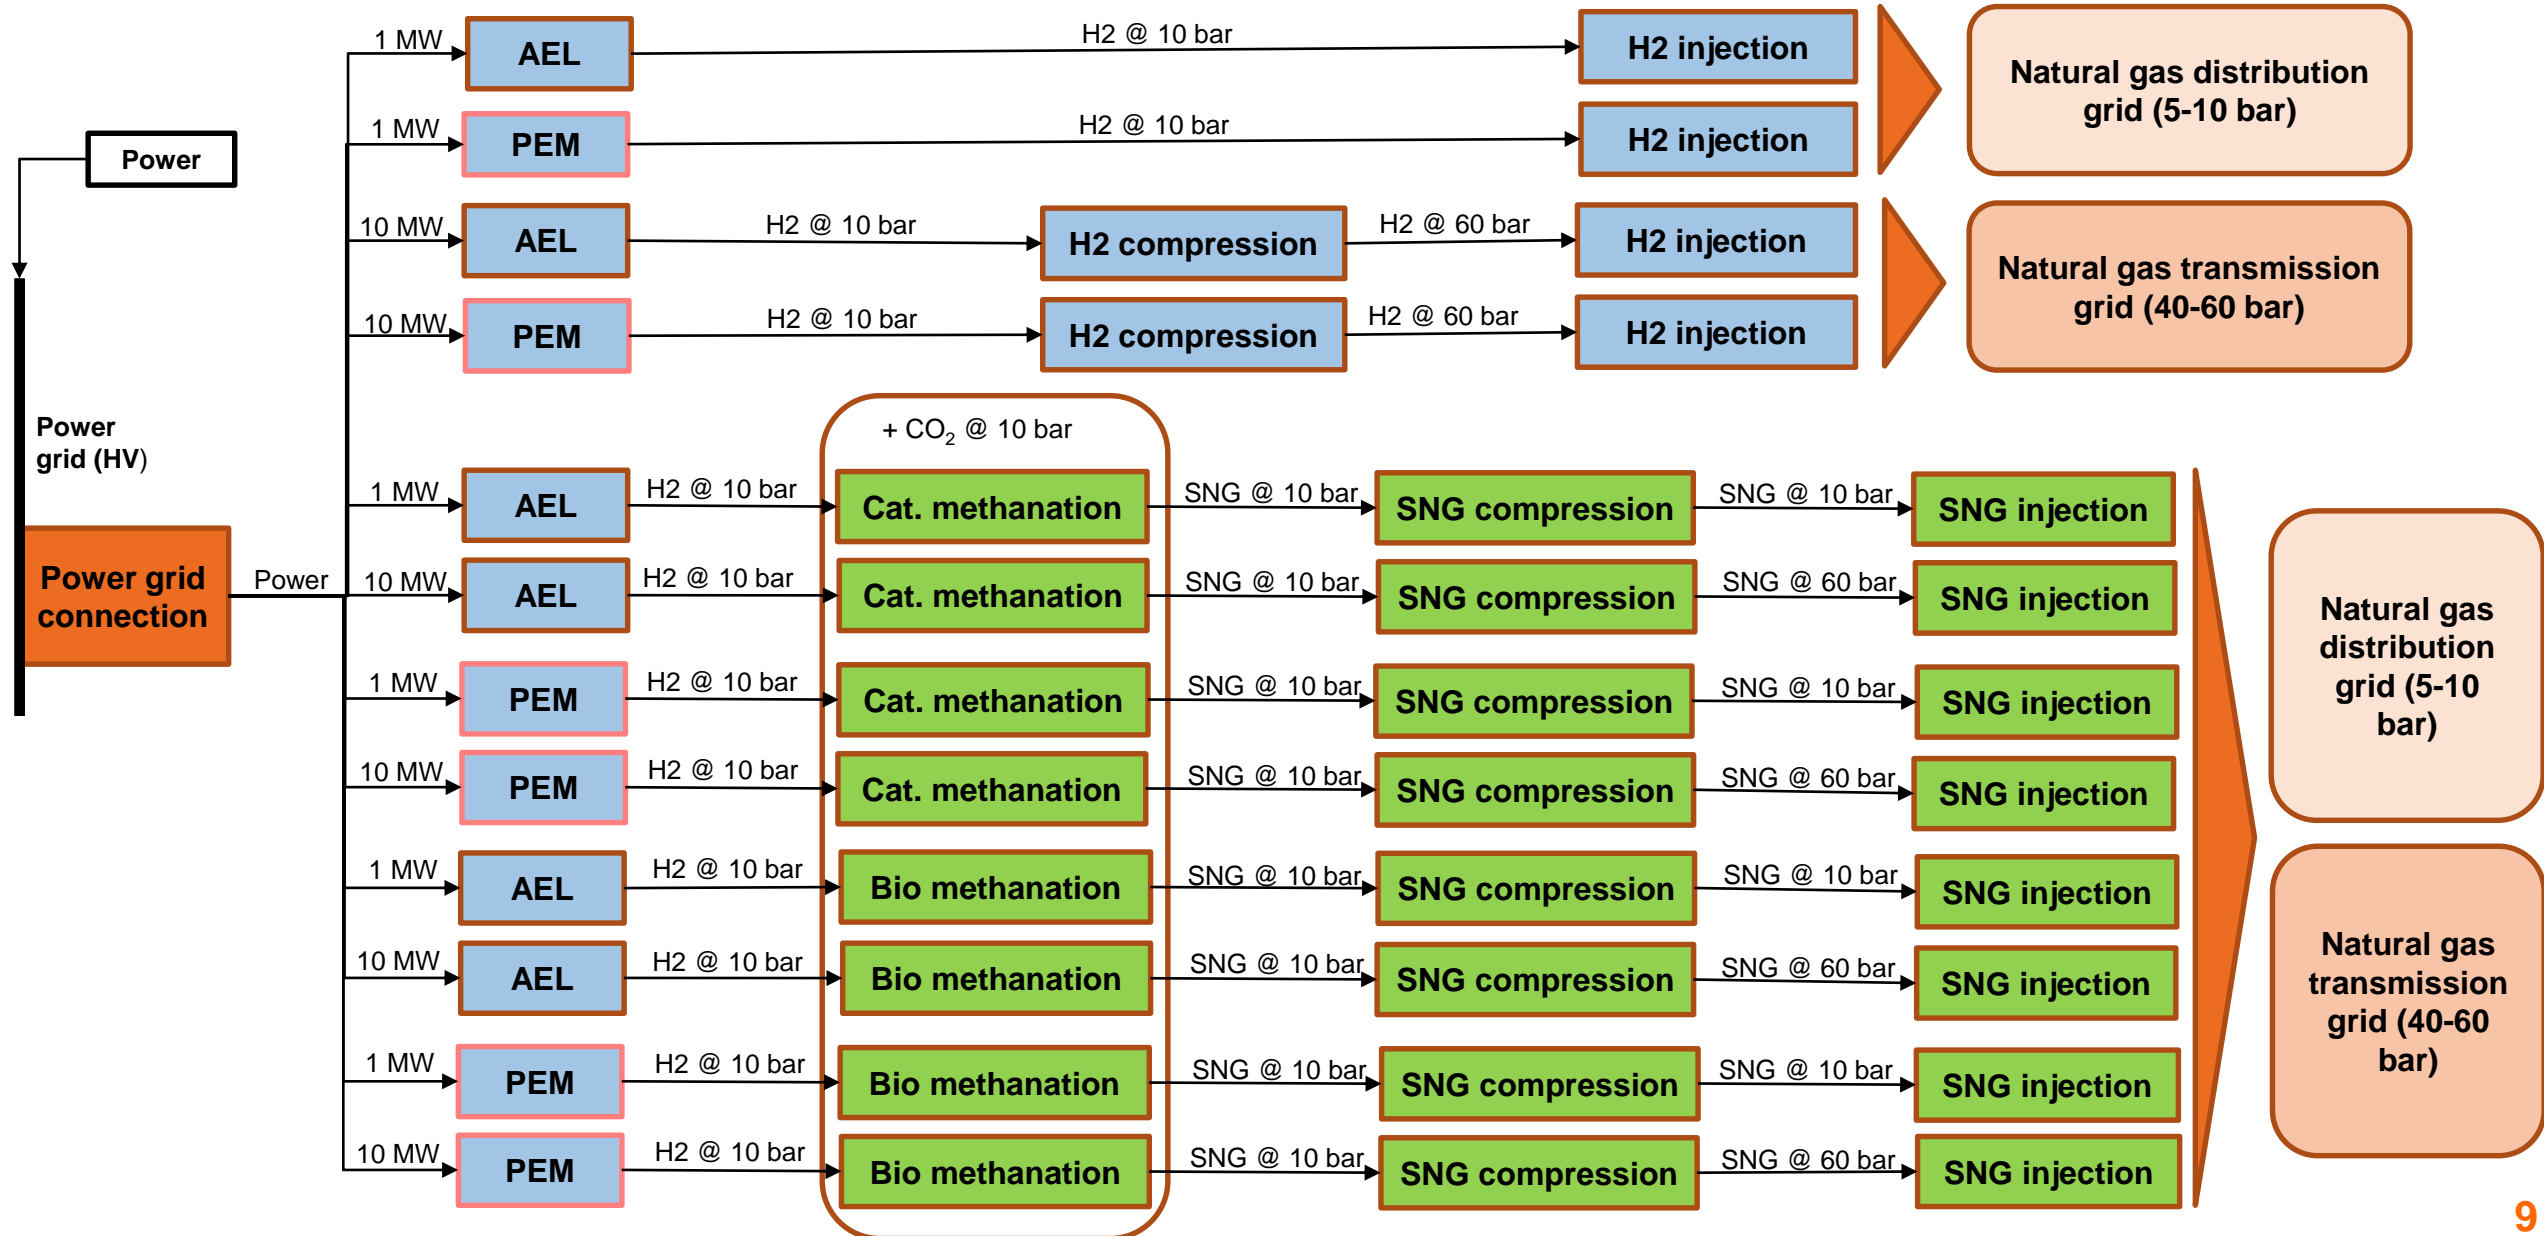 1 MW
AEL
H2 @ 10 bar
H2 injection
Natural gas distribution
grid (5-10 bar)
1 MW
PEM
H2 @ 10 bar
H2 injection
Power
10 MW
AEL
H2 @ 10 bar
H2 compression
H2 @ 60 bar
H2 injection
Natural gas transmission
grid (40-60 bar)
10 MW
PEM
H2 @ 10 bar
H2 compression
H2 @ 60 bar
H2 injection
Power
grid (HV)
+ CO2 @ 10 bar
1 MW
AEL
H2 @ 10 bar
Cat. methanation
SNG @ 10 bar
SNG compression
SNG @ 10 bar
SNG injection
Power grid
connection
Power
10 MW
AEL
H2 @ 10 bar
Cat. methanation
SNG @ 10 bar
SNG compression
SNG @ 60 bar
SNG injection
Natural gas
distribution
grid (5-10
bar)
1 MW
PEM
H2 @ 10 bar
Cat. methanation
SNG @ 10 bar
SNG compression
SNG @ 10 bar
SNG injection
10 MW
PEM
H2 @ 10 bar
Cat. methanation
SNG @ 10 bar
SNG compression
SNG @ 60 bar
SNG injection
1 MW
AEL
H2 @ 10 bar
Bio methanation
SNG @ 10 bar
SNG compression
SNG @ 10 bar
SNG injection
Natural gas
transmission
grid (40-60
bar)
10 MW
AEL
H2 @ 10 bar
Bio methanation
SNG @ 10 bar
SNG compression
SNG @ 60 bar
SNG injection
1 MW
PEM
H2 @ 10 bar
Bio methanation
SNG @ 10 bar
SNG compression
SNG @ 10 bar
SNG injection
10 MW
PEM
H2 @ 10 bar
Bio methanation
SNG @ 10 bar
SNG compression
SNG @ 60 bar
SNG injection
9